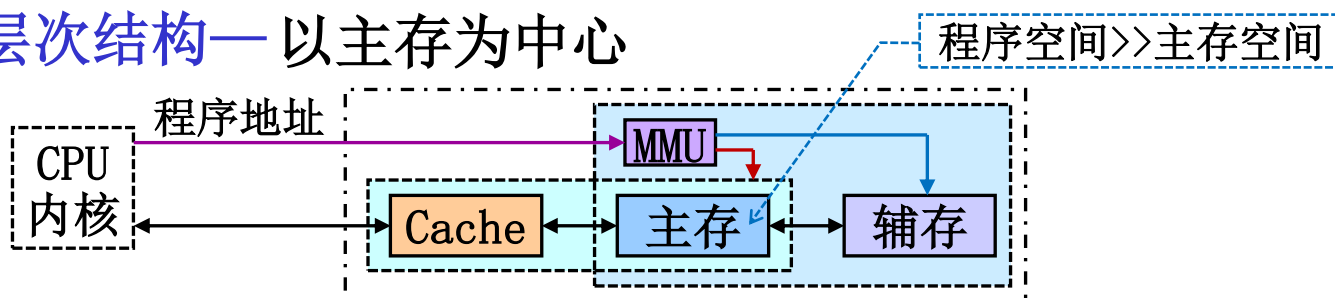 层次结构—以主存为中心
程序空间>>主存空间
程序地址
CPU
内核
MMU
Cache
主存
辅存